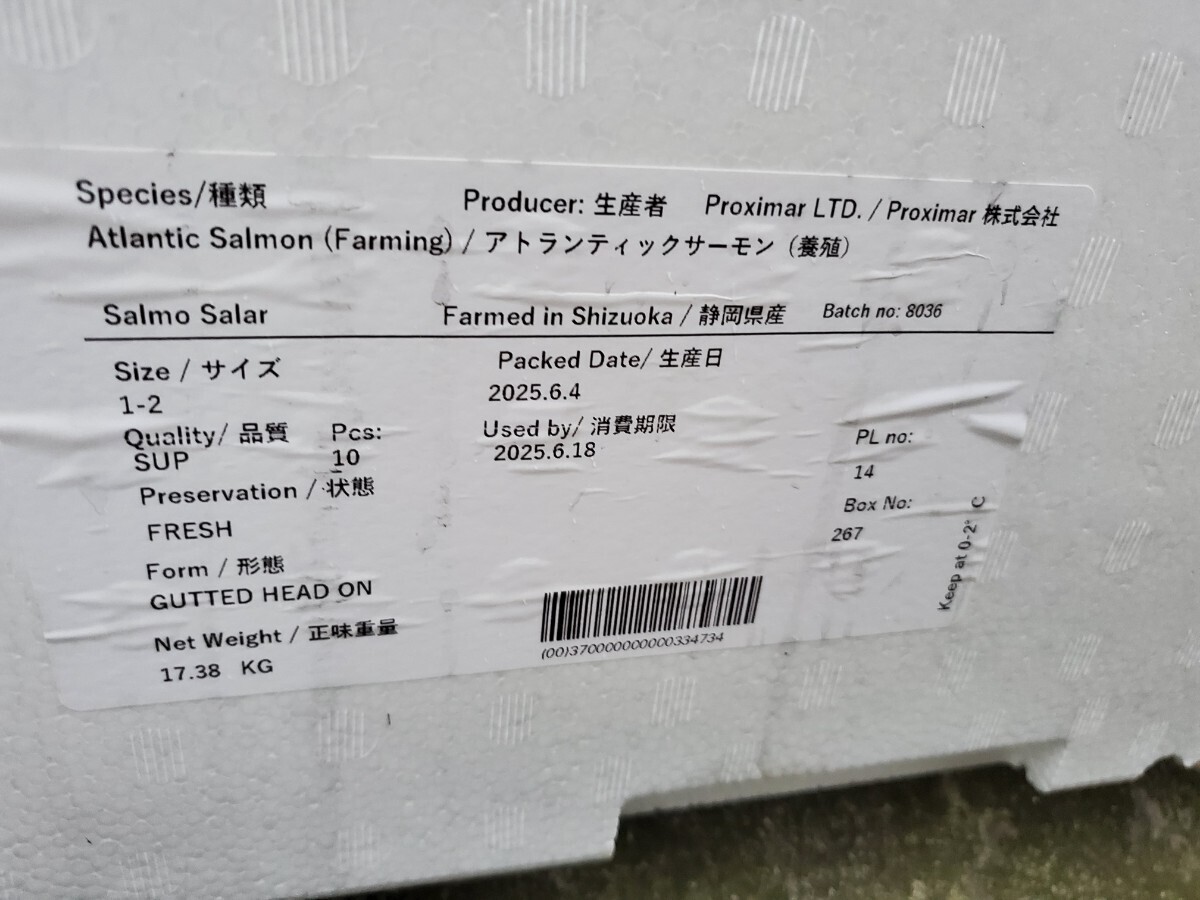 Species/種類
Producer: 生産者 Proximar LTD. / Proximar 株式会社
Atlantic Salmon (Farming) / アトランティックサーモン (養殖)
Salmo Salar Farmed in Shizuoka / 静岡県産 Batch no: 8036
Size / サイズ
1-2
Packed Date/ 生産日
2025.6.4
Quality/ 品質 Pcs:
SUP 10
Used by/ 消費期限
2025.6.18
PL no:
14
Preservation / 状態
FRESH
Box No:
267
Keep at 0-2° C
Form / 形態
GUTTED HEAD ON
Net Weight / 正味重量
17.38 KG
(00)370000000000334734